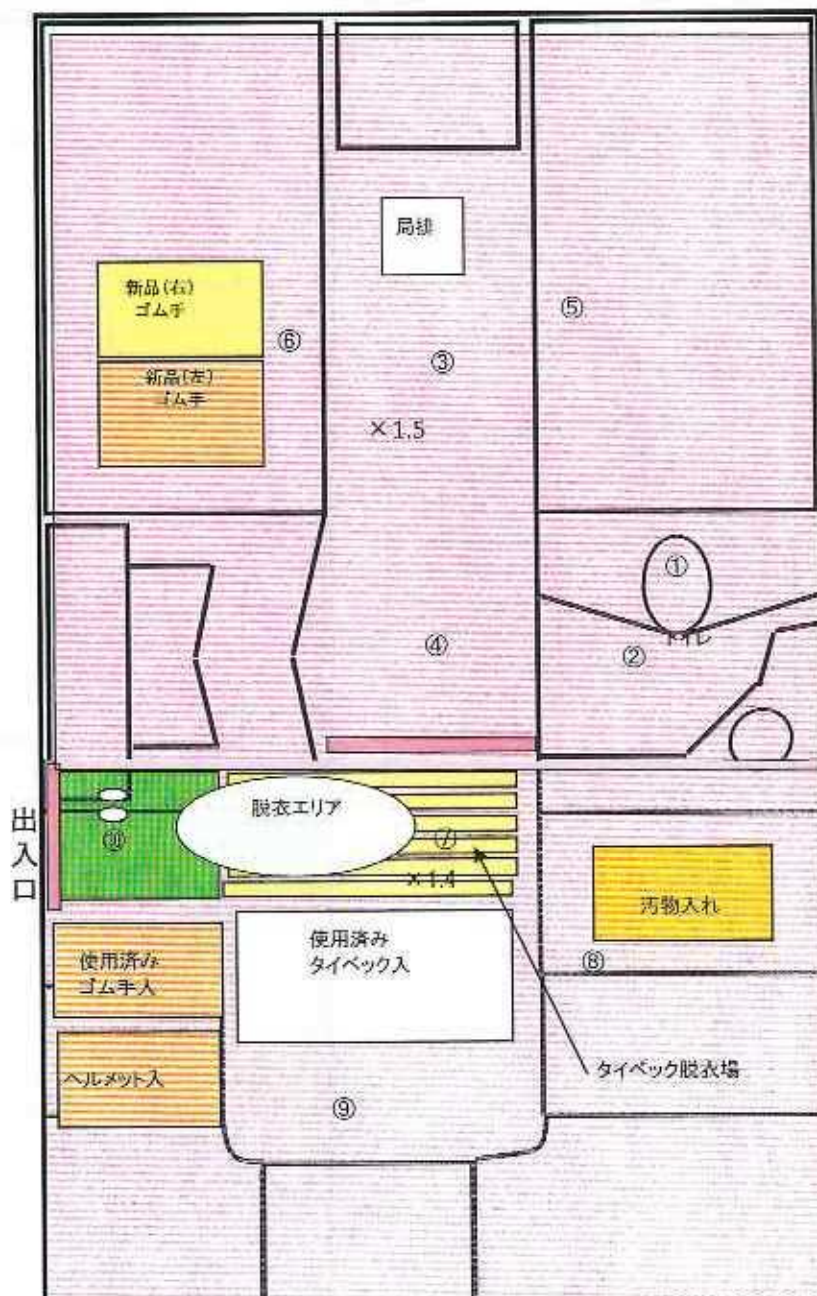 局排
新品(右)
ゴム手
⑤
⑥
③
新品(左)
ゴム手
×1.5
①
トイレ
④
②
出入口
脱衣エリア
⑩
⑦
×1.4
汚物入れ
使用済み
タイベック入
使用済み
ゴム手入
⑧
ヘルメット入
タイベック脱衣場
⑨